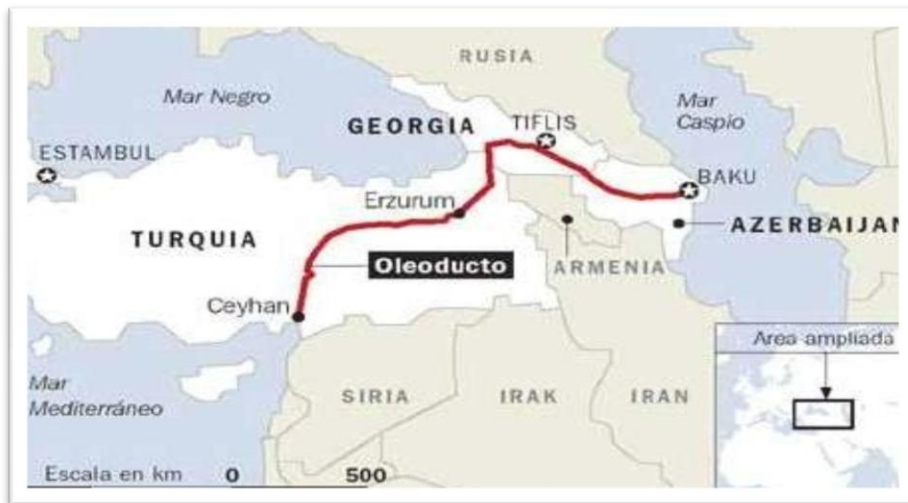 RUSIA
Mar Negro
Mar
Caspio
GEORGIA
TIFLIS
ESTAMBUL
BAKU
Erzurum
AZERBAIJAN
TURQUIA
Oleoducto
ARMENIA
Ceyhan
Area ampliada
Mar
Mediterráneo
SIRIA
IRAK
IRAN
Escala en km 0 500